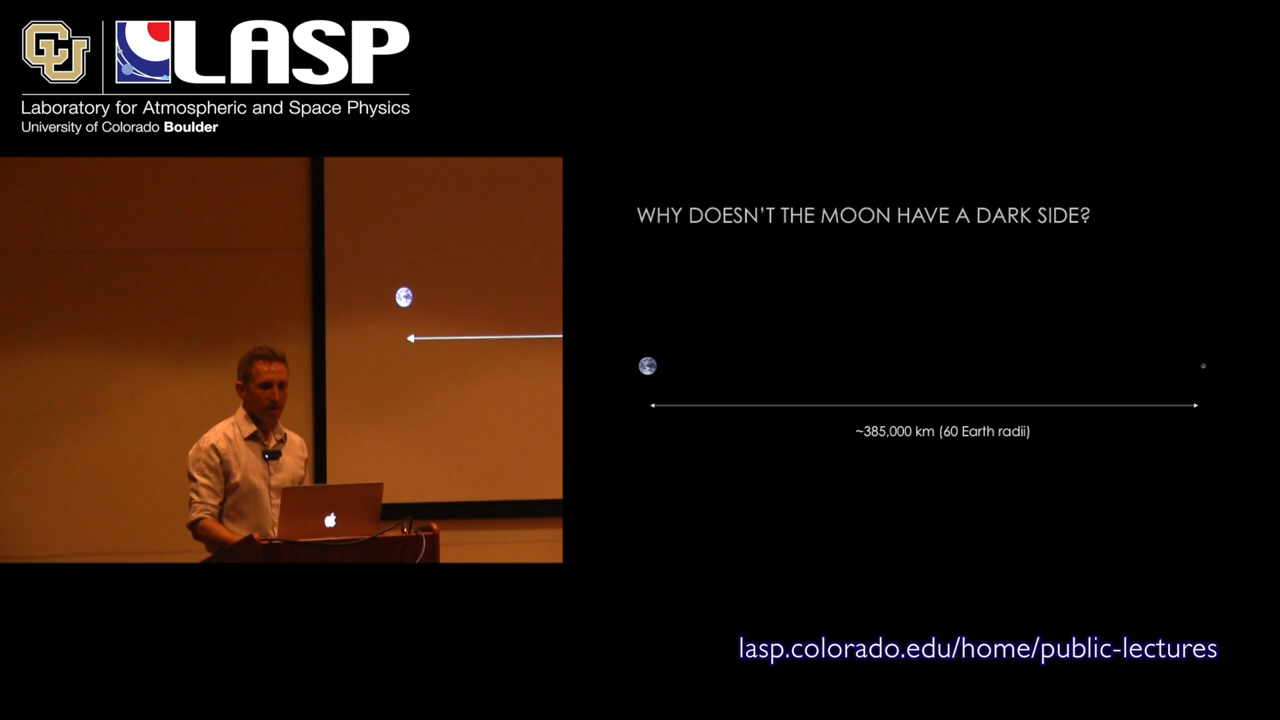 CU
LASP
Laboratory for Atmospheric and Space Physics
University of Colorado Boulder
WHY DOESN'T THE MOON HAVE A DARK SIDE?
~385,000 km (60 Earth radii)
lasp.colorado.edu/home/public-lectures